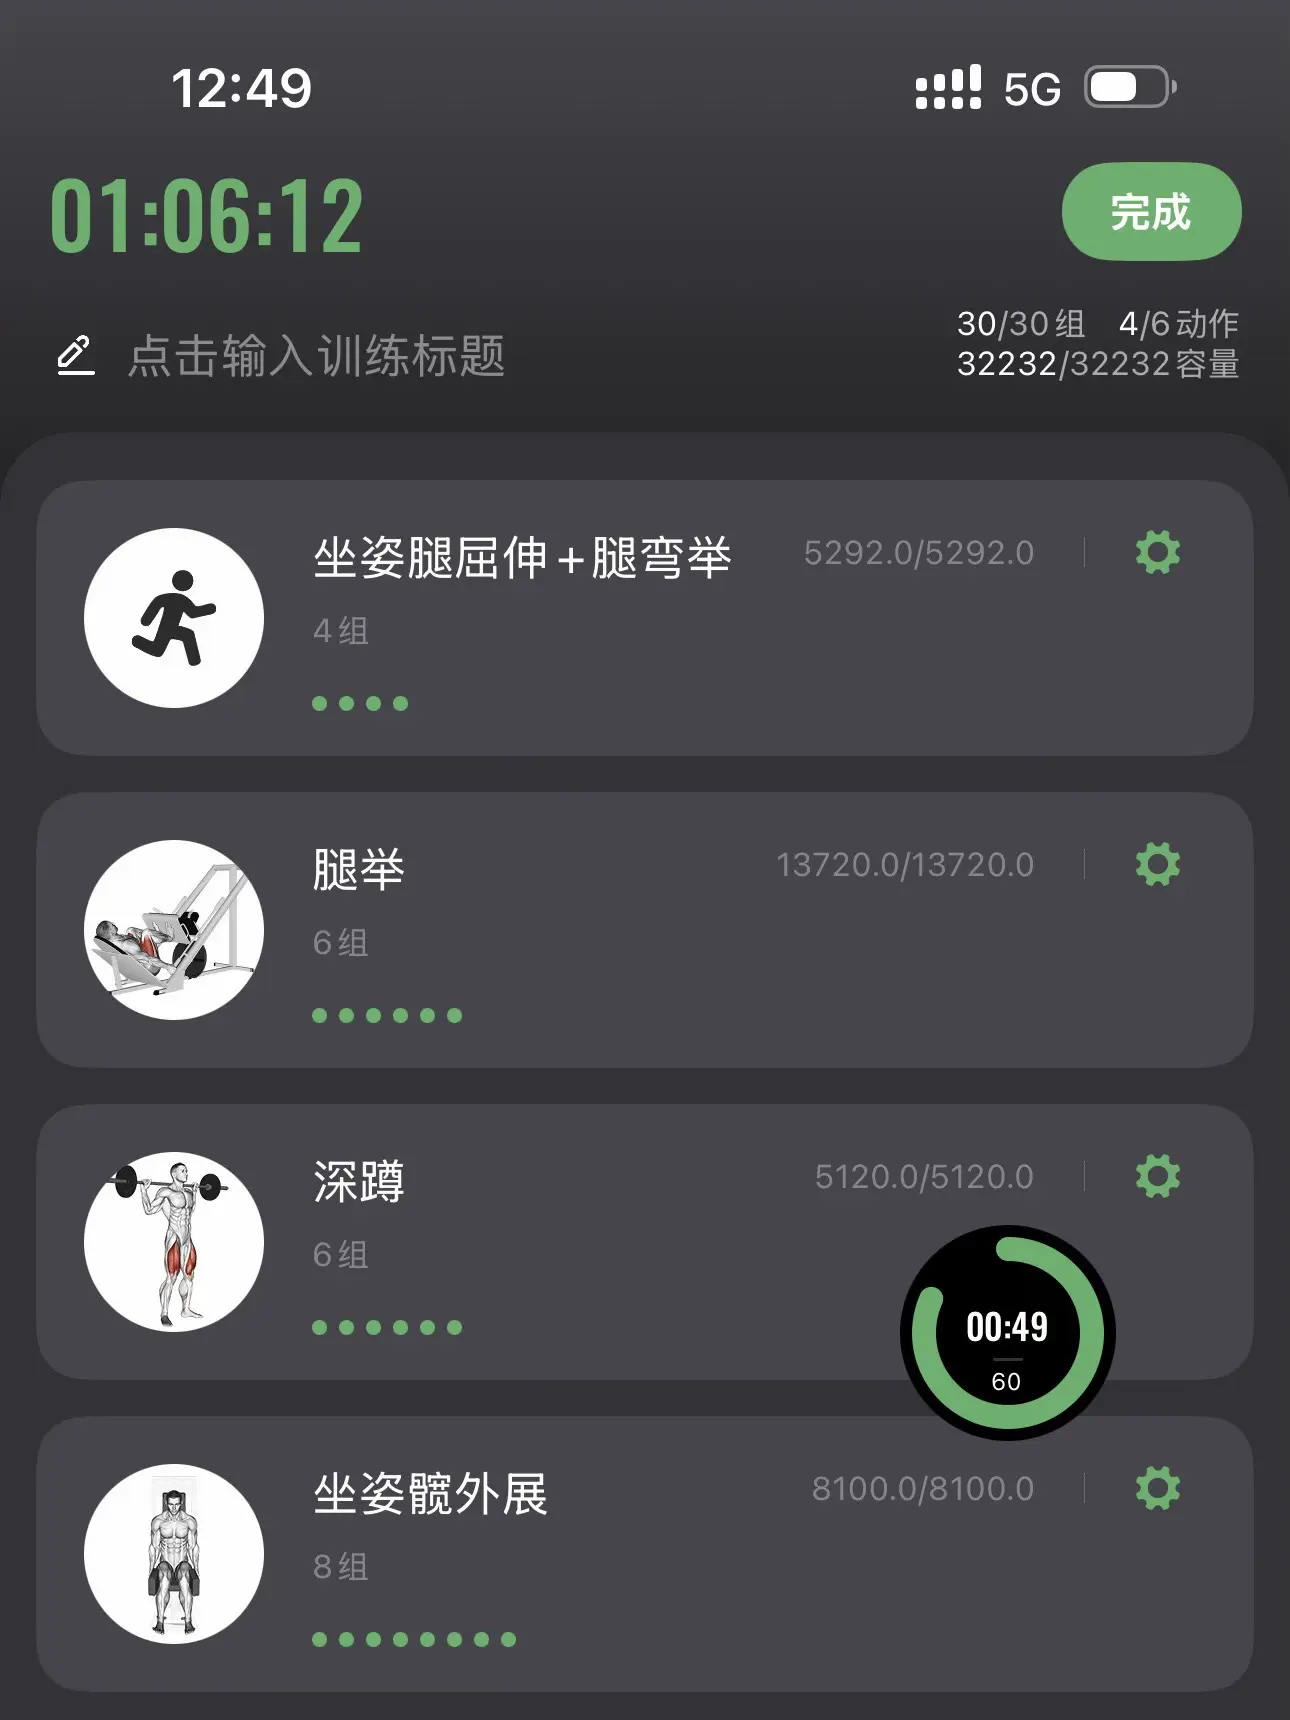 12:49 5G
01:06:12 完成
点击输入训练标题
30/30组 4/6动作
32232/32232容量
坐姿腿屈伸+腿弯举 5292.0/5292.0
4组
腿举 13720.0/13720.0
6组
深蹲 5120.0/5120.0
6组
00:49
60
坐姿髋外展 8100.0/8100.0
8组